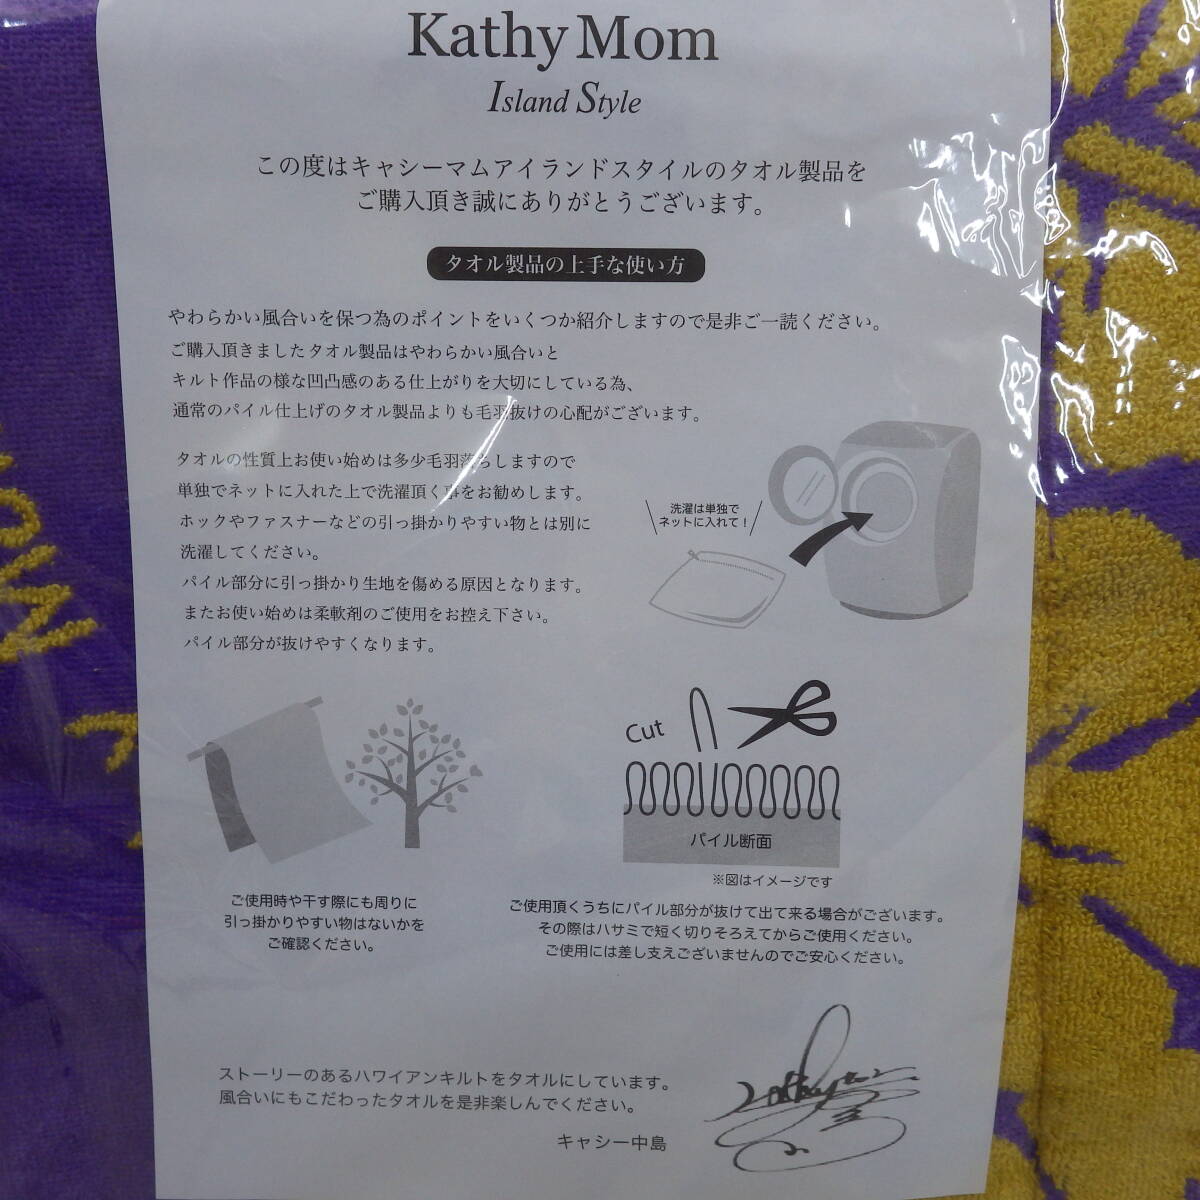 Kathy Mom
Island Style
この度はキャシーマムアイランドスタイルのタオル製品を
ご購入頂き誠にありがとうございます。
タオル製品の上手な使い方
やわらかい風合いを保つ為のポイントをいくつか紹介しますので是非ご一読ください。
ご購入頂きましたタオル製品はやわらかい風合いと
キルト作品の様な凹凸感のある仕上がりを大切にしている為、
通常のパイル仕上げのタオル製品よりも毛羽抜けの心配がございます。
タオルの性質上お使い始めは多少毛羽落ちしますので
単独でネットに入れた上で洗濯頂く事をお勧めします。
ホックやファスナーなどの引っ掛かりやすい物とは別に
洗濯してください。
パイル部分に引っ掛かり生地を傷める原因となります。
またお使い始めは柔軟剤のご使用をお控え下さい。
パイル部分が抜けやすくなります。
洗濯は単独で
ネットに入れて!
Cut
パイル断面
※図はイメージです
ご使用時や干す際にも周りに
引っ掛かりやすい物はないかを
ご確認ください。
ご使用頂くうちにパイル部分が抜けて出て来る場合がございます。
その際はハサミで短く切りそろえてからご使用ください。
ご使用には差し支えございませんのでご安心ください。
ストーリーのあるハワイアンキルトをタオルにしています。
風合いにもこだわったタオルを是非楽しんでください。
キャシー中島